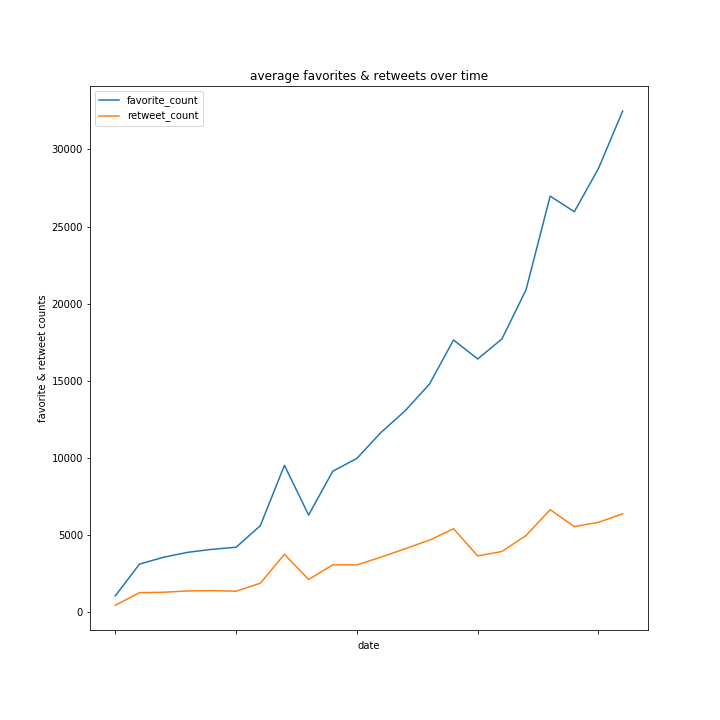 average favorites & retweets over time
favorite_count
retweet_count
30000
25000
20000
15000
10000
5000
0
favorite & retweet counts
date